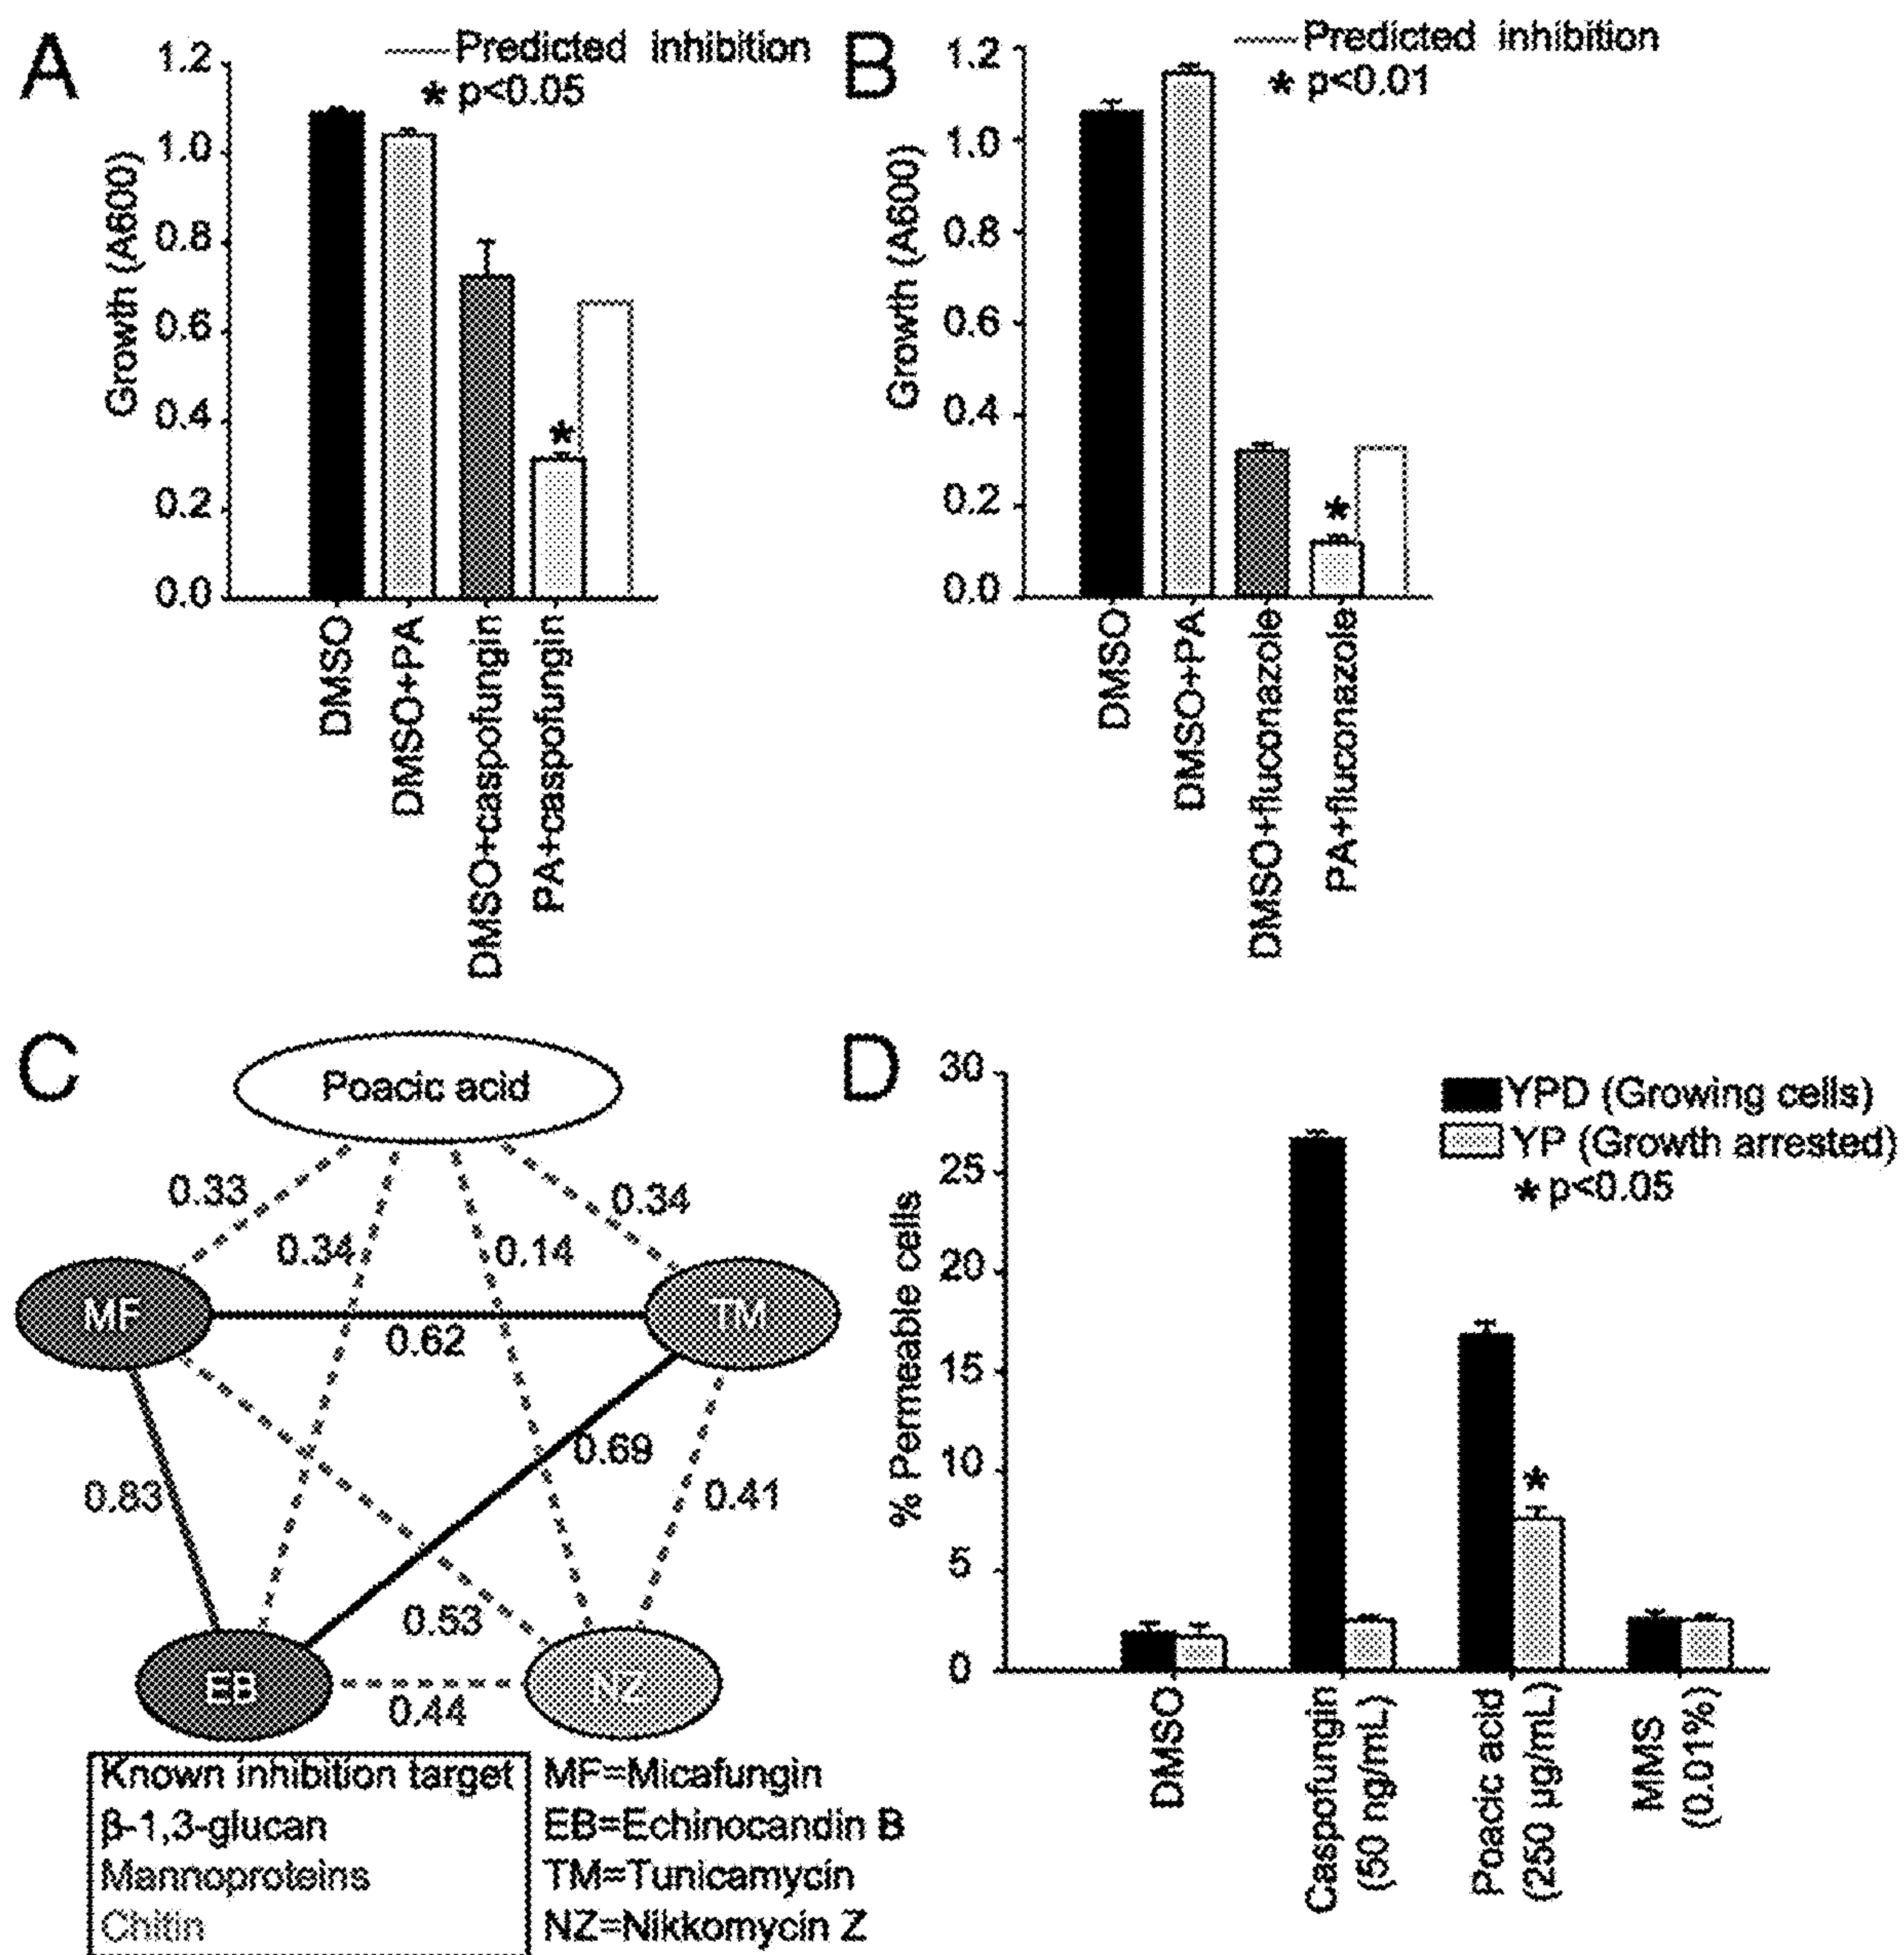 A
Predicted inhibition
* p<0.05
Growth (A600)
1.2
1.0
0.8
0.6
0.4
0.2
0.0
*
DMSO
DMSO+PA
DMSO+caspofungin
PA+caspofungin
B
Predicted inhibition
* p<0.01
Growth (A600)
1.2
1.0
0.8
0.6
0.4
0.2
0.0
*
DMSO
DMSO+PA
DMSO+fluconazole
PA+fluconazole
C
Poacic acid
0.33
0.34
0.34
0.14
MF
TM
0.62
0.69
0.83
0.41
0.53
EB
NZ
0.44
Known inhibition target
β-1,3-glucan
Mannoproteins
Chitin
MF=Micafungin
EB=Echinocandin B
TM=Tunicamycin
NZ=Nikkomycin Z
D
YPD (Growing cells)
YP (Growth arrested)
* p<0.05
% Permeable cells
30
25
20
15
10
5
0
*
DMSO
Caspofungin
(50 ng/mL)
Poacic acid
(250 µg/mL)
MMS
(0.01%)